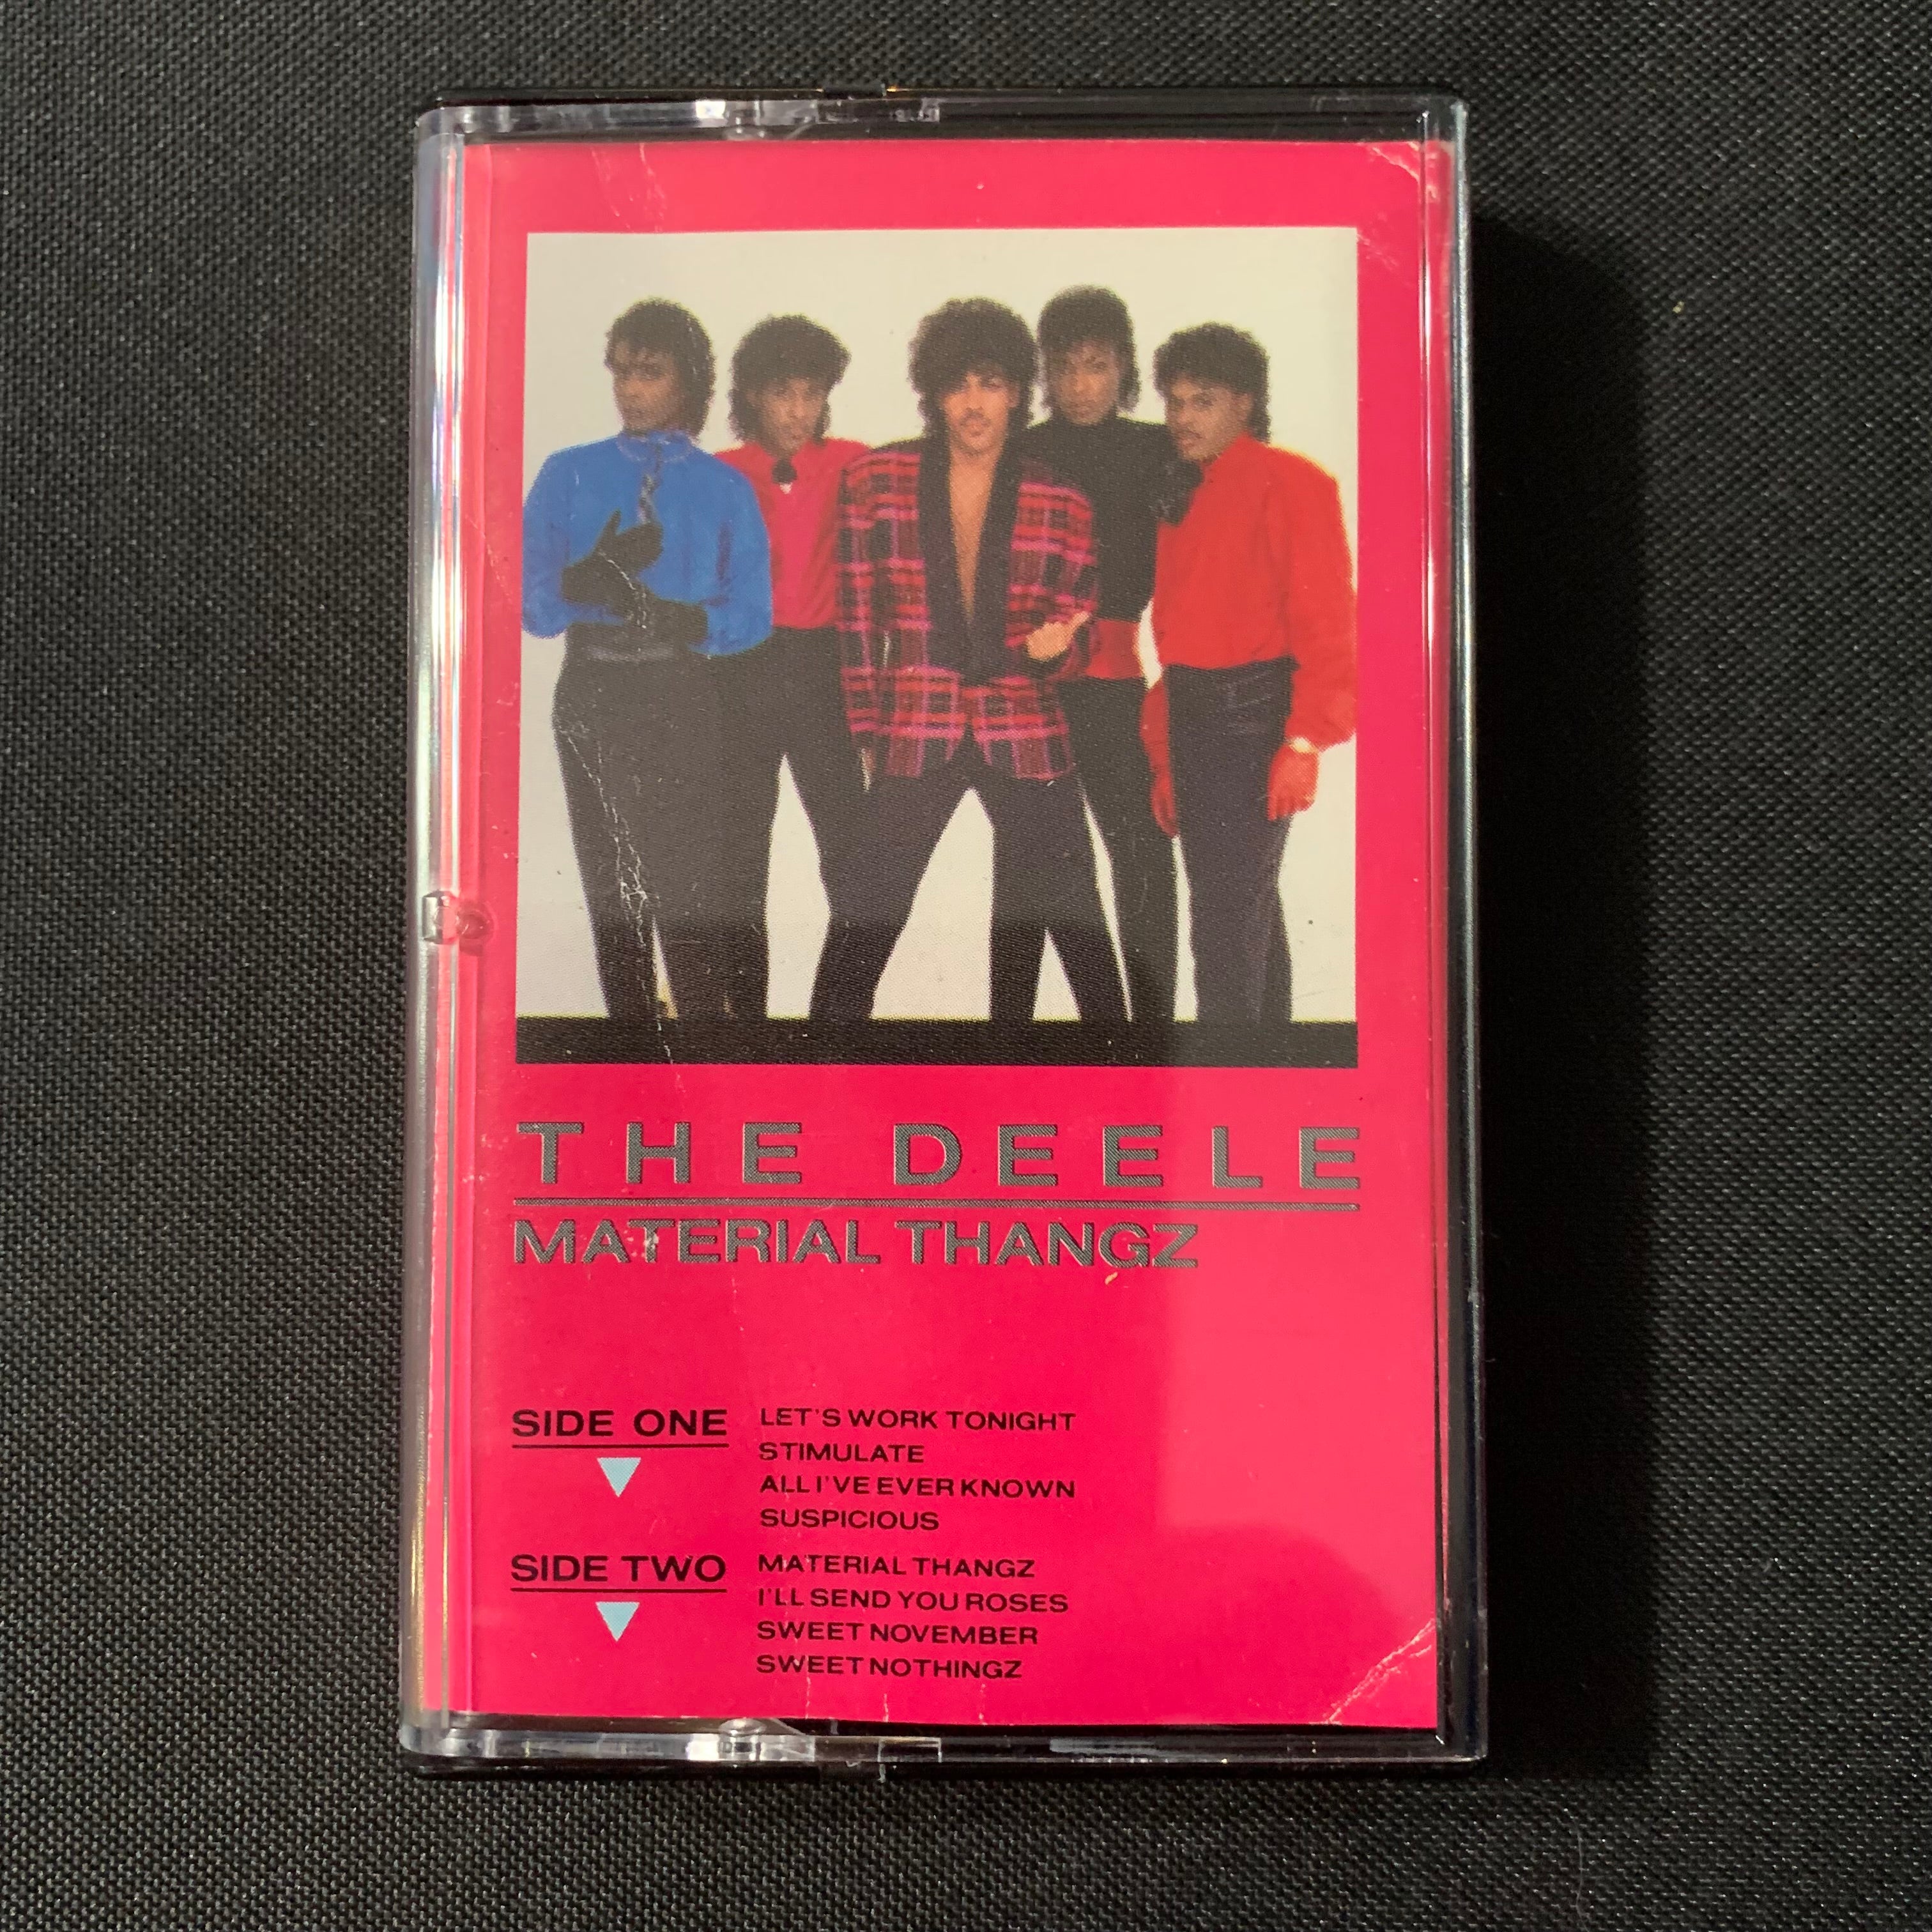 THE DEELE
MATERIAL THANGZ
SIDE ONE
LET'S WORK TONIGHT
STIMULATE
ALL I'VE EVER KNOWN
SUSPICIOUS
SIDE TWO
MATERIAL THANGZ
I'LL SEND YOU ROSES
SWEET NOVEMBER
SWEET NOTHINGZ